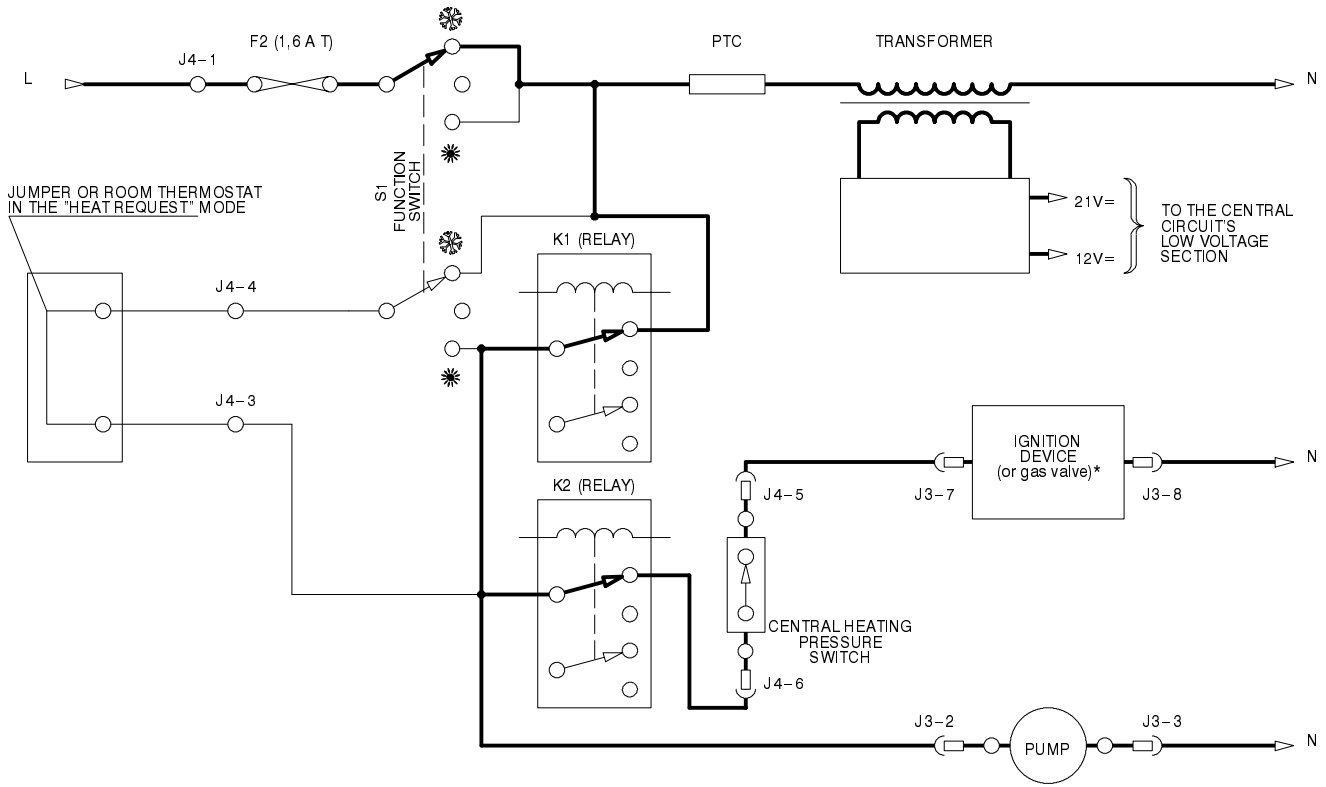 F2 (1,6 A T)
J4-1
PTC
TRANSFORMER
L
N
S1
FUNCTION
SWITCH
JUMPER OR ROOM THERMOSTAT
IN THE "HEAT REQUEST" MODE
K1 (RELAY)
21V=
12V=
TO THE CENTRAL
CIRCUIT'S
LOW VOLTAGE
SECTION
J4-4
J4-3
IGNITION
DEVICE
(or gas valve)*
N
K2 (RELAY)
J4-5
J3-7
J3-8
CENTRAL HEATING
PRESSURE
SWITCH
J4-6
J3-2
J3-3
PUMP
N